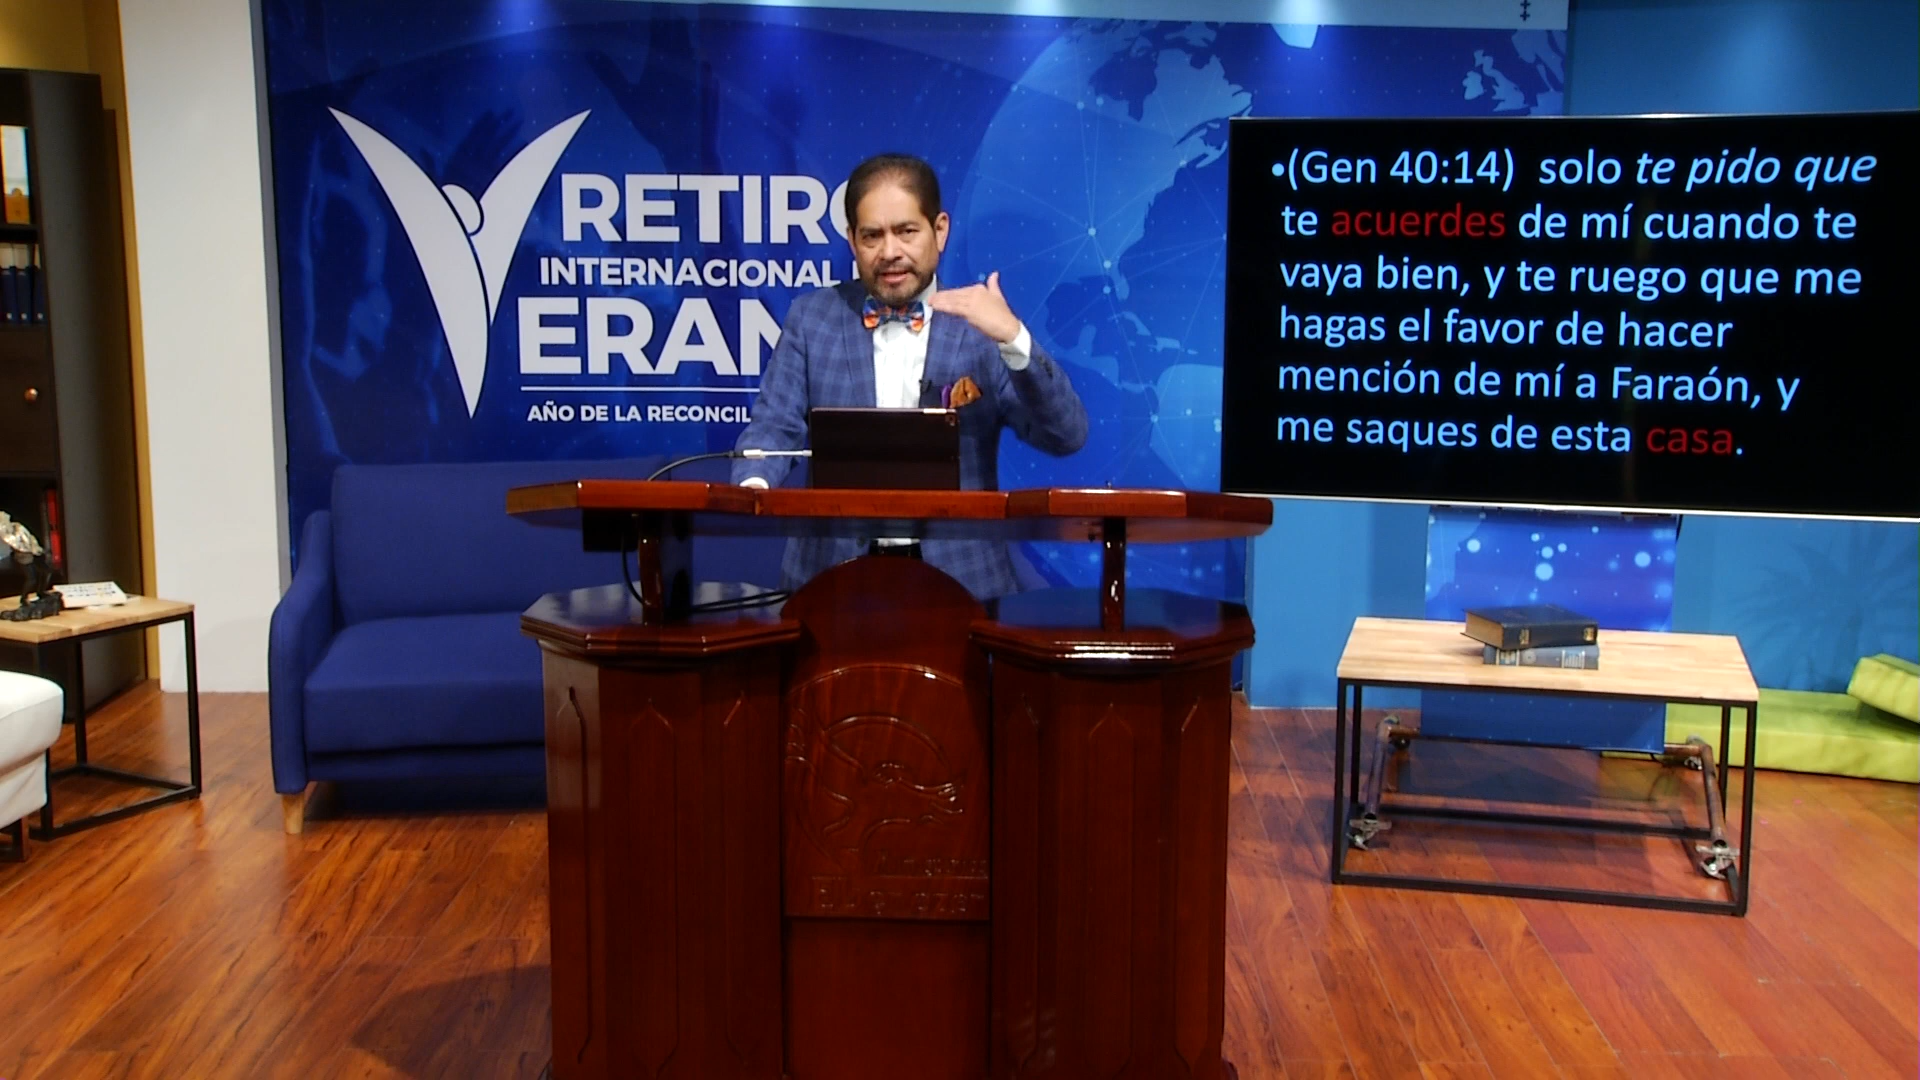 RETIRO
INTERNACIONAL
VERAN
AÑO DE LA RECONCIL
•(Gen 40:14) solo te pido que
te acuerdes de mí cuando te
vaya bien, y te ruego que me
hagas el favor de hacer
mención de mí a Faraón, y
me saques de esta casa.